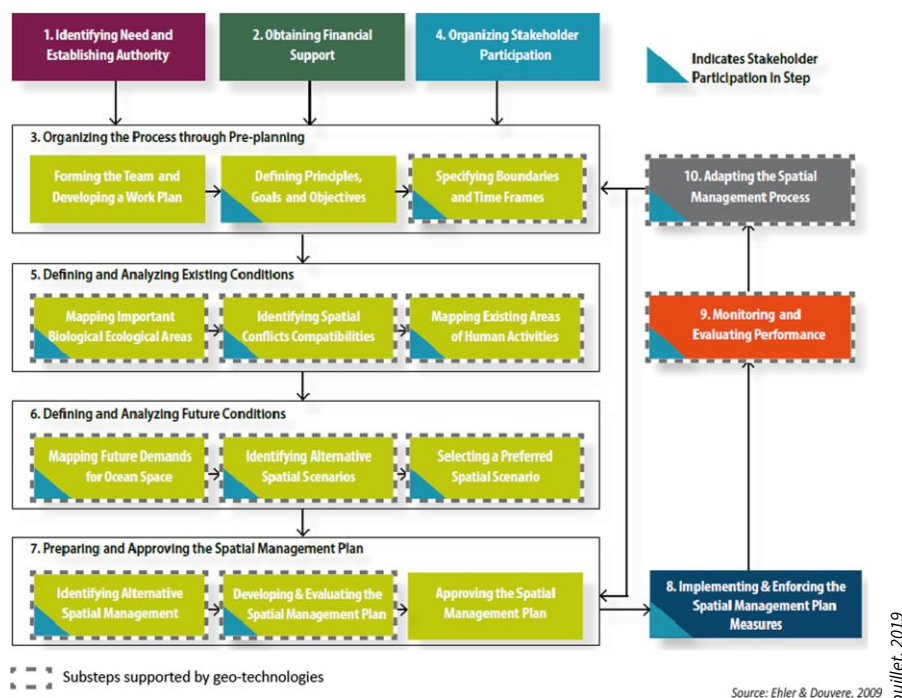 1. Identifying Need and
Establishing Authority
2. Obtaining Financial
Support
4. Organizing Stakeholder
Participation
Indicates Stakeholder
Participation in Step
3. Organizing the Process through Pre-planning
Forming the Team and
Developing a Work Plan
Defining Principles,
Goals and Objectives
Specifying Boundaries
and Time Frames
10. Adapting the Spatial
Management Process
5. Defining and Analyzing Existing Conditions
Mapping Important
Biological Ecological Areas
Identifying Spatial
Conflicts Compatibilities
Mapping Existing Areas
of Human Activities
9. Monitoring and
Evaluating Performance
6. Defining and Analyzing Future Conditions
Mapping Future Demands
for Ocean Space
Identifying Alternative
Spatial Scenarios
Selecting a Preferred
Spatial Scenario
7. Preparing and Approving the Spatial Management Plan
Identifying Alternative
Spatial Management
Developing & Evaluating the
Spatial Management Plan
Approving the Spatial
Management Plan
8. Implementing & Enforcing the
Spatial Management Plan
Measures
Substeps supported by geo-technologies
Source: Ehler & Douvere, 2009
2019